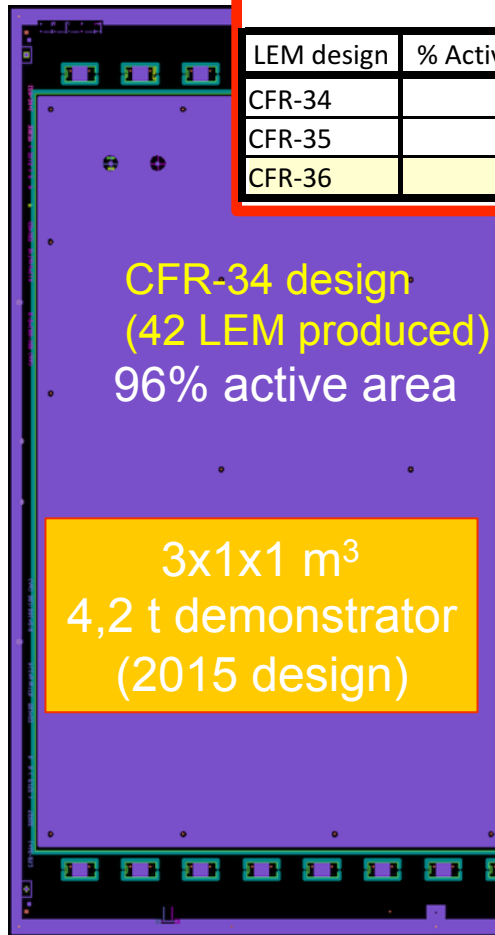 LEM design % Activ
CFR-34
CFR-35
CFR-36
CFR-34 design
(42 LEM produced)
96% active area
3x1x1 m³
4,2 t demonstrator
(2015 design)